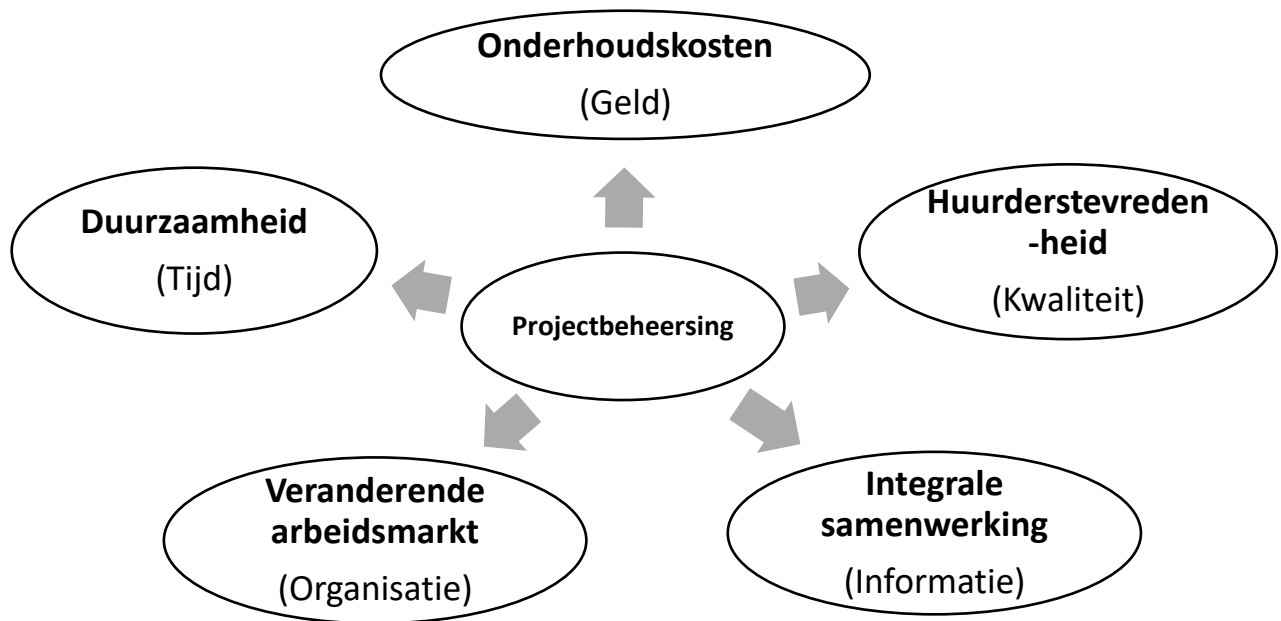 Onderhoudskosten
(Geld)
Duurzaamheid
(Tijd)
Huurderstevreden
-heid
(Kwaliteit)
Projectbeheersing
Veranderende
arbeidsmarkt
(Organisatie)
Integrale
samenwerking
(Informatie)